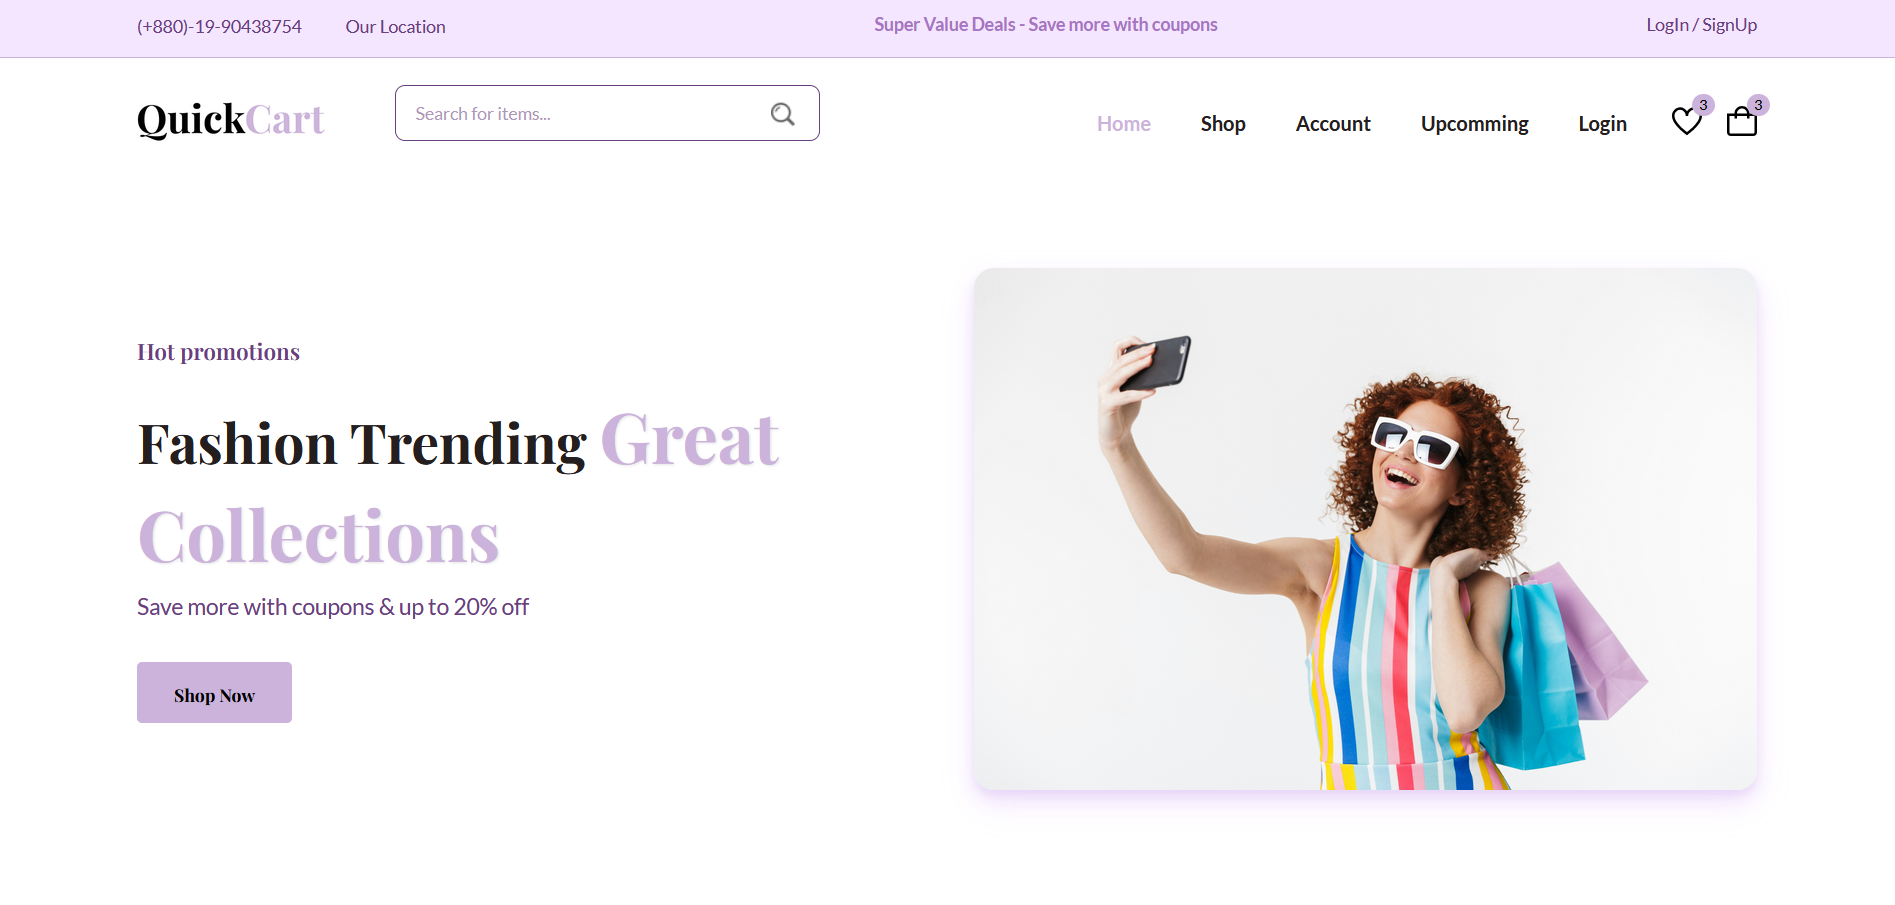 (+880)-19-90438754 Our Location Super Value Deals - Save more with coupons LogIn / SignUp
QuickCart Search for items... Home Shop Account Upcomming Login 3 3
Hot promotions
Fashion Trending Great
Collections
Save more with coupons & up to 20% off
Shop Now